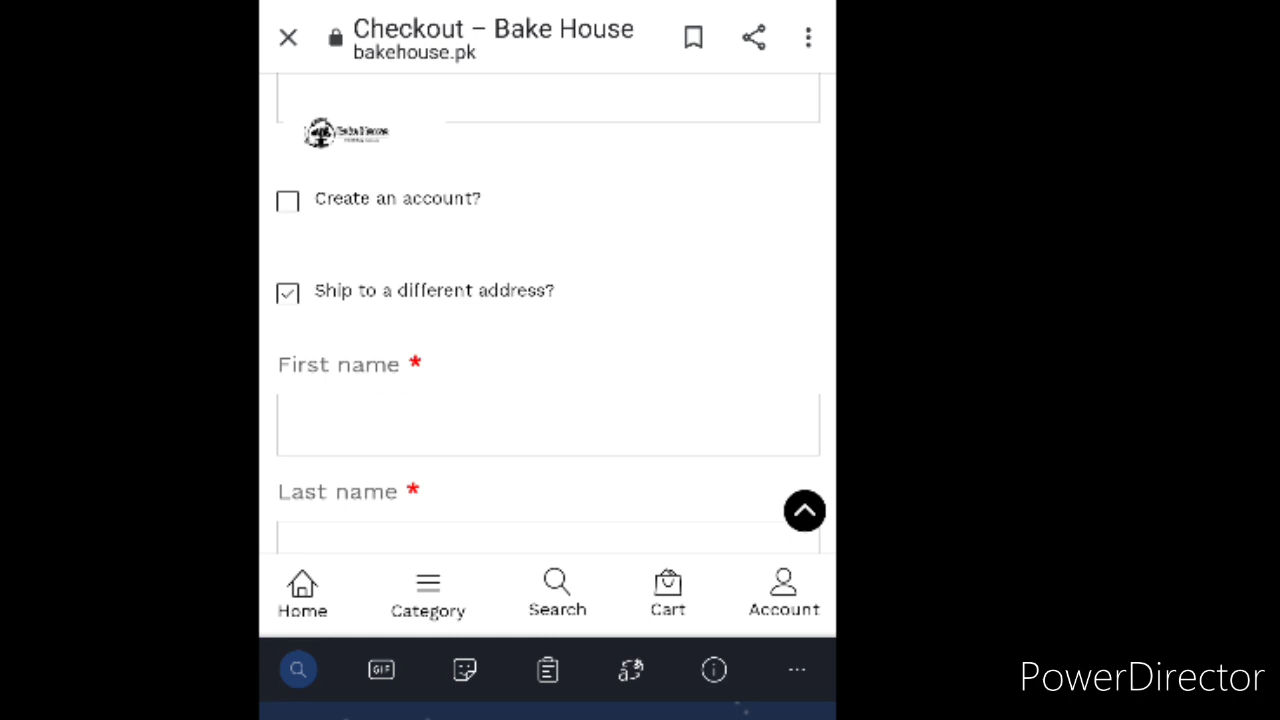 Checkout – Bake House
bakehouse.pk
Create an account?
Ship to a different address?
First name *
Last name *
Home
Category
Search
Cart
Account
GIF
PowerDirector